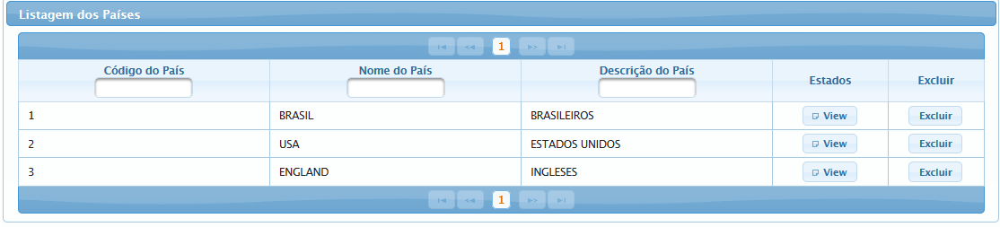 Listagem dos Países
1
Código do País Nome do País Descrição do País Estados Excluir
1 BRASIL BRASILEIROS View Excluir
2 USA ESTADOS UNIDOS View Excluir
3 ENGLAND INGLESES View Excluir
1